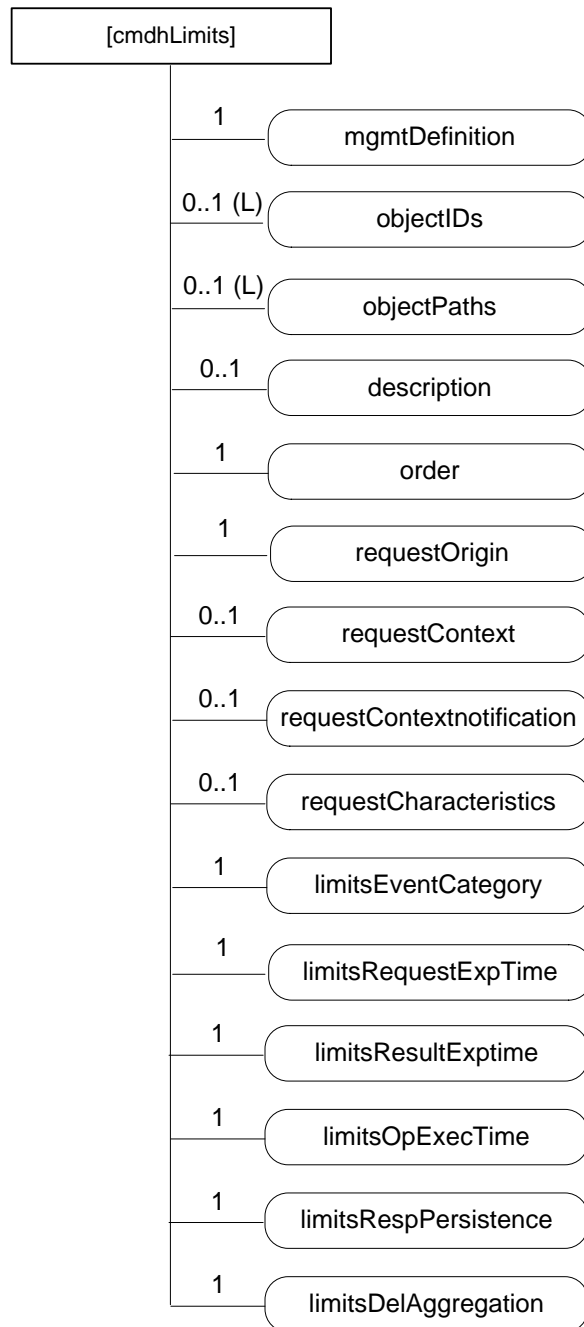 [cmdhLimits]
1
mgmtDefinition
0..1 (L)
objectIDs
0..1 (L)
objectPaths
0..1
description
1
order
1
requestOrigin
0..1
requestContext
0..1
requestContextnotification
0..1
requestCharacteristics
1
limitsEventCategory
1
limitsRequestExpTime
1
limitsResultExptime
1
limitsOpExecTime
1
limitsRespPersistence
1
limitsDelAggregation